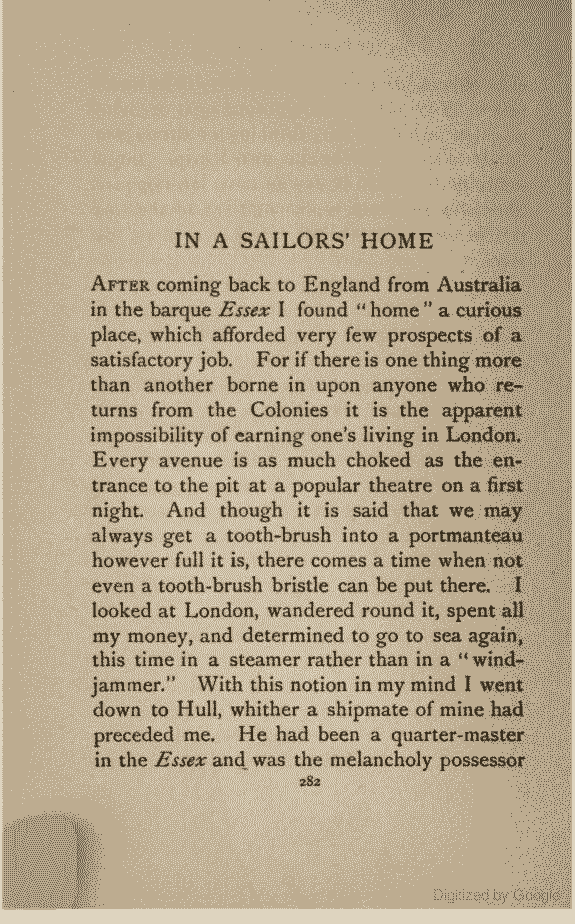 IN A SAILORS' HOME
AFTER coming back to England from Australia
in the barque Essex I found "home" a curious
place, which afforded very few prospects of a
satisfactory job. For if there is one thing more
than another borne in upon anyone who re-
turns from the Colonies it is the apparent
impossibility of earning one's living in London.
Every avenue is as much choked as the en-
trance to the pit at a popular theatre on a first
night. And though it is said that we may
always get a tooth-brush into a portmanteau
however full it is, there comes a time when not
even a tooth-brush bristle can be put there. I
looked at London, wandered round it, spent all
my money, and determined to go to sea again,
this time in a steamer rather than in a "wind-
jammer." With this notion in my mind I went
down to Hull, whither a shipmate of mine had
preceded me. He had been a quarter-master
in the Essex and was the melancholy possessor
282
Digitized by Google